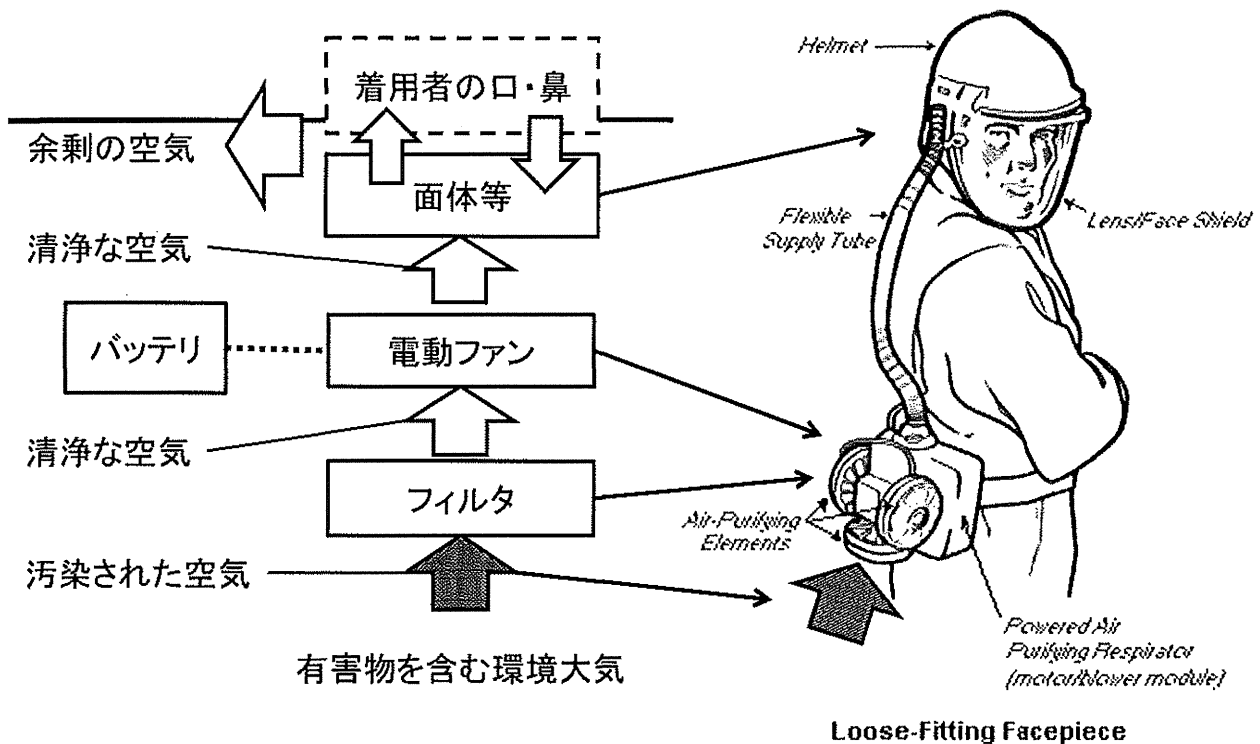 着用者の口・鼻
余剰の空気
面体等
清浄な空気
バッテリ
電動ファン
清浄な空気
フィルタ
汚染された空気
有害物を含む環境大気
Helmet
Flexible
Supply Tube
Lens/Face Shield
Air-Purifying
Elements
Powered Air
Purifying Respirator
(motor/blower module)
Loose-Fitting Facepiece